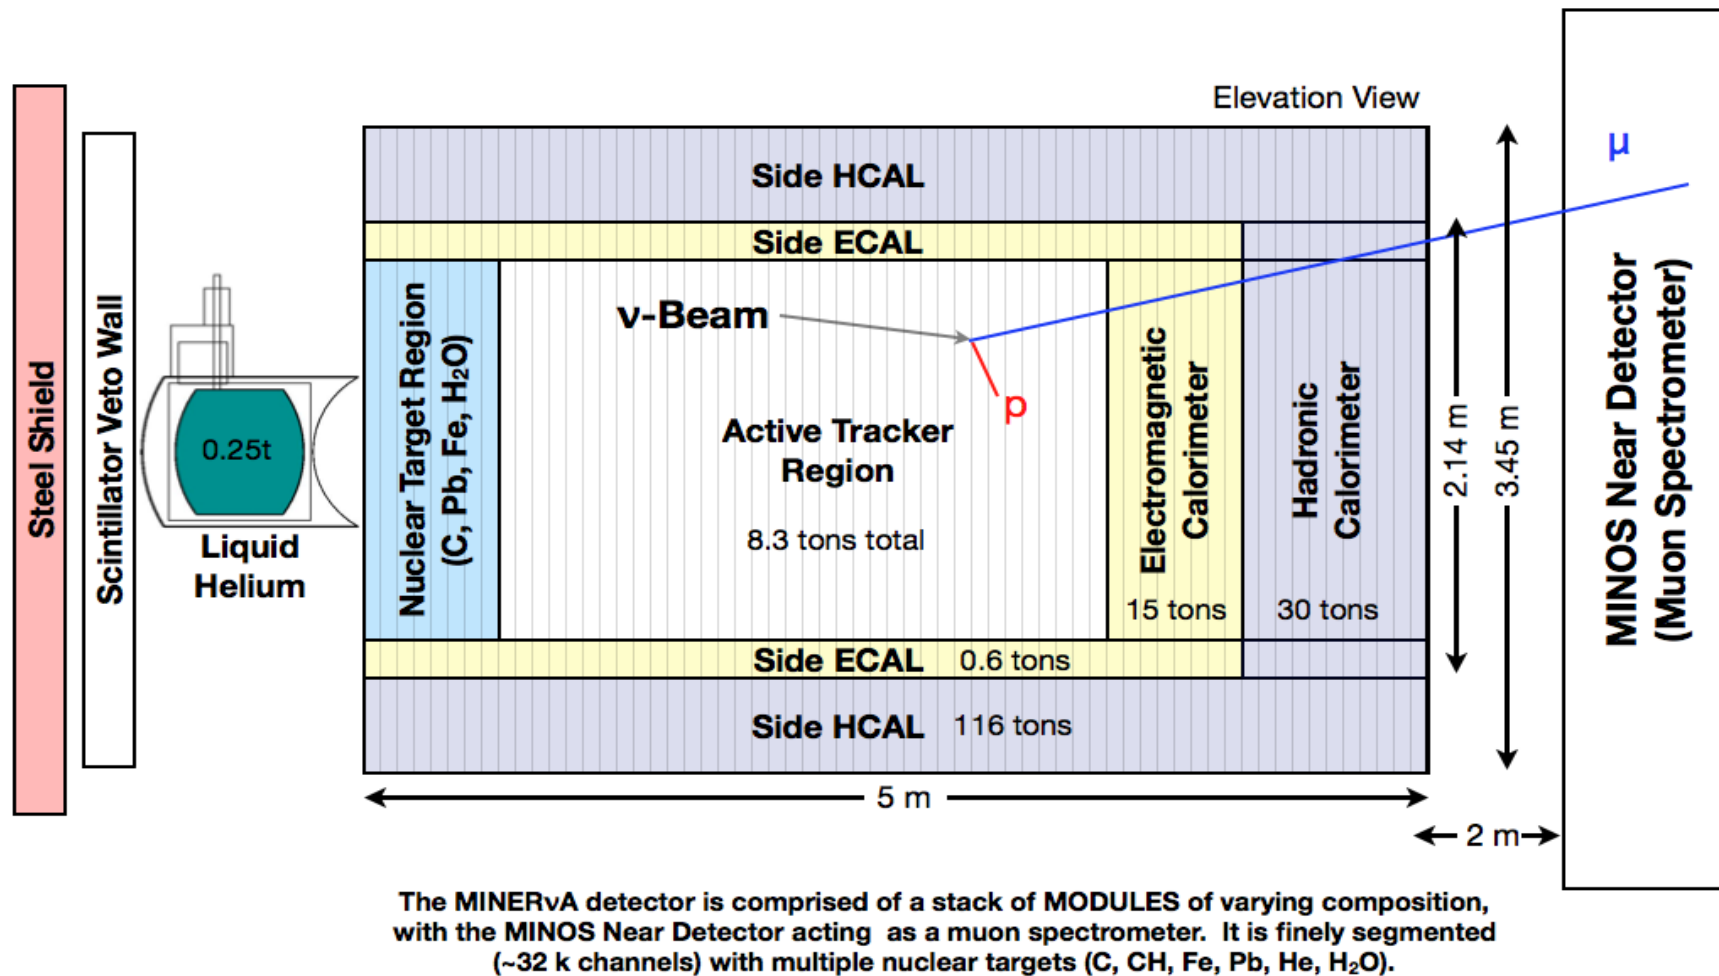 Elevation View
Steel Shield
Scintillator Veto Wall
0.25t
Liquid
Helium
Side HCAL
Side ECAL
Nuclear Target Region
(C, Pb, Fe, H₂O)
ν-Beam
p
Active Tracker
Region
8.3 tons total
Electromagnetic
Calorimeter
15 tons
Hadronic
Calorimeter
30 tons
Side ECAL 0.6 tons
Side HCAL 116 tons
2.14 m
3.45 m
5 m
2 m
μ
MINOS Near Detector
(Muon Spectrometer)
The MINERνA detector is comprised of a stack of MODULES of varying composition,
with the MINOS Near Detector acting as a muon spectrometer. It is finely segmented
(~32 k channels) with multiple nuclear targets (C, CH, Fe, Pb, He, H₂O).